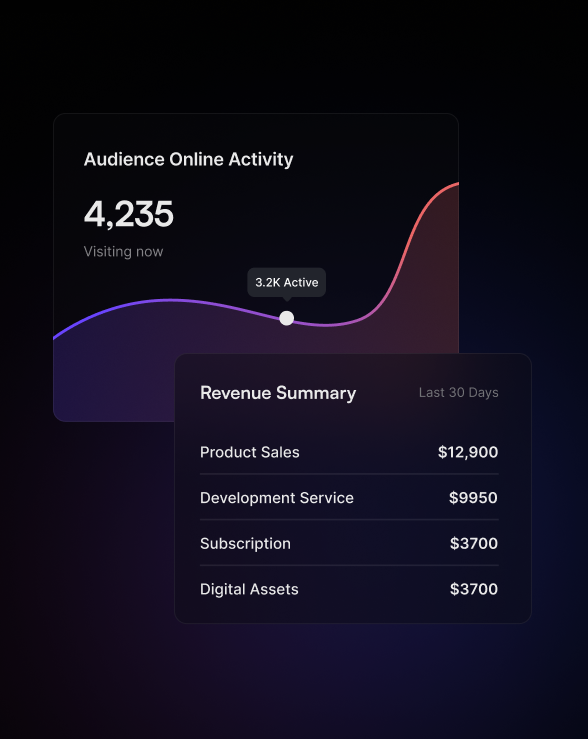 Audience Online Activity
4,235
Visiting now
3.2K Active
Revenue Summary Last 30 Days
Product Sales $12,900
Development Service $9950
Subscription $3700
Digital Assets $3700